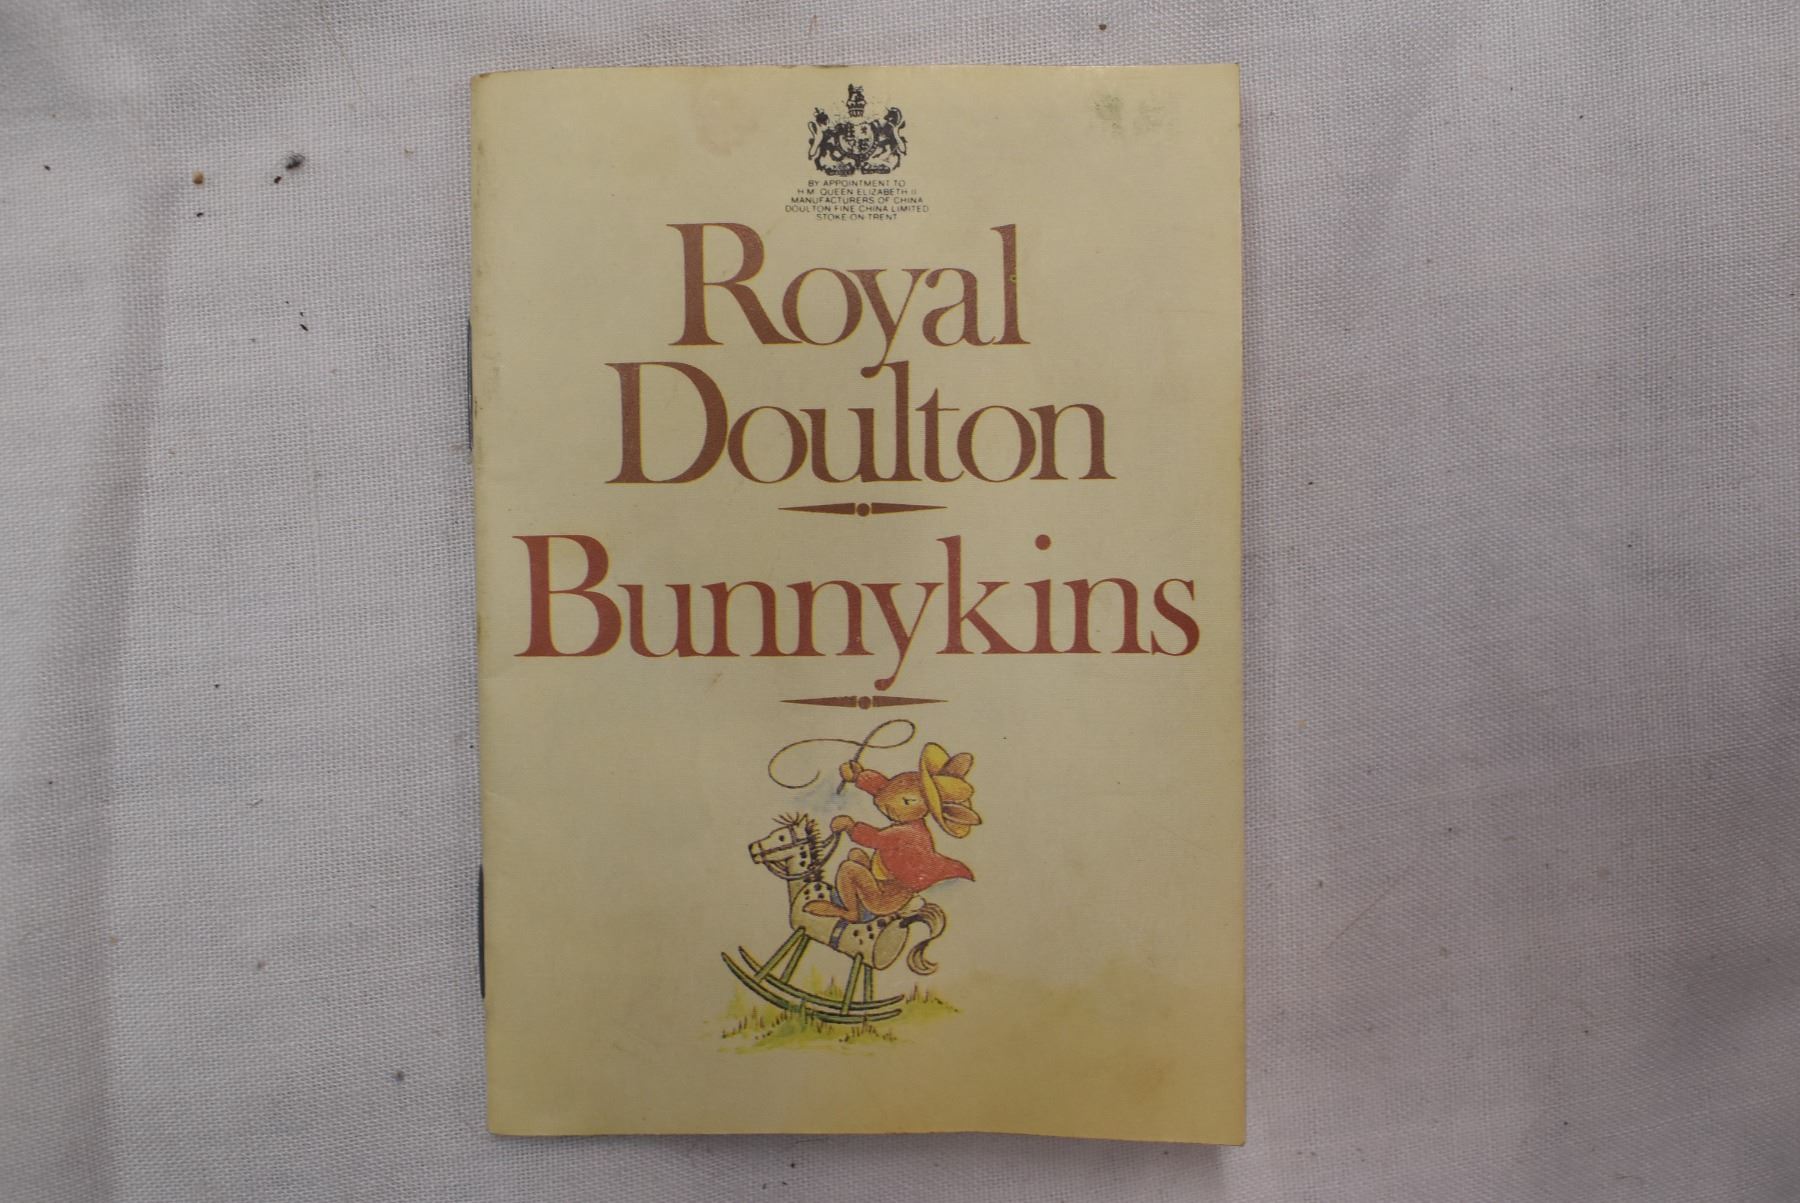 BY APPOINTMENT TO
H M QUEEN ELIZABETH II
MANUFACTURERS OF CHINA
DOULTON FINE CHINA LIMITED
STOKE-ON-TRENT
Royal
Doulton
Bunnykins